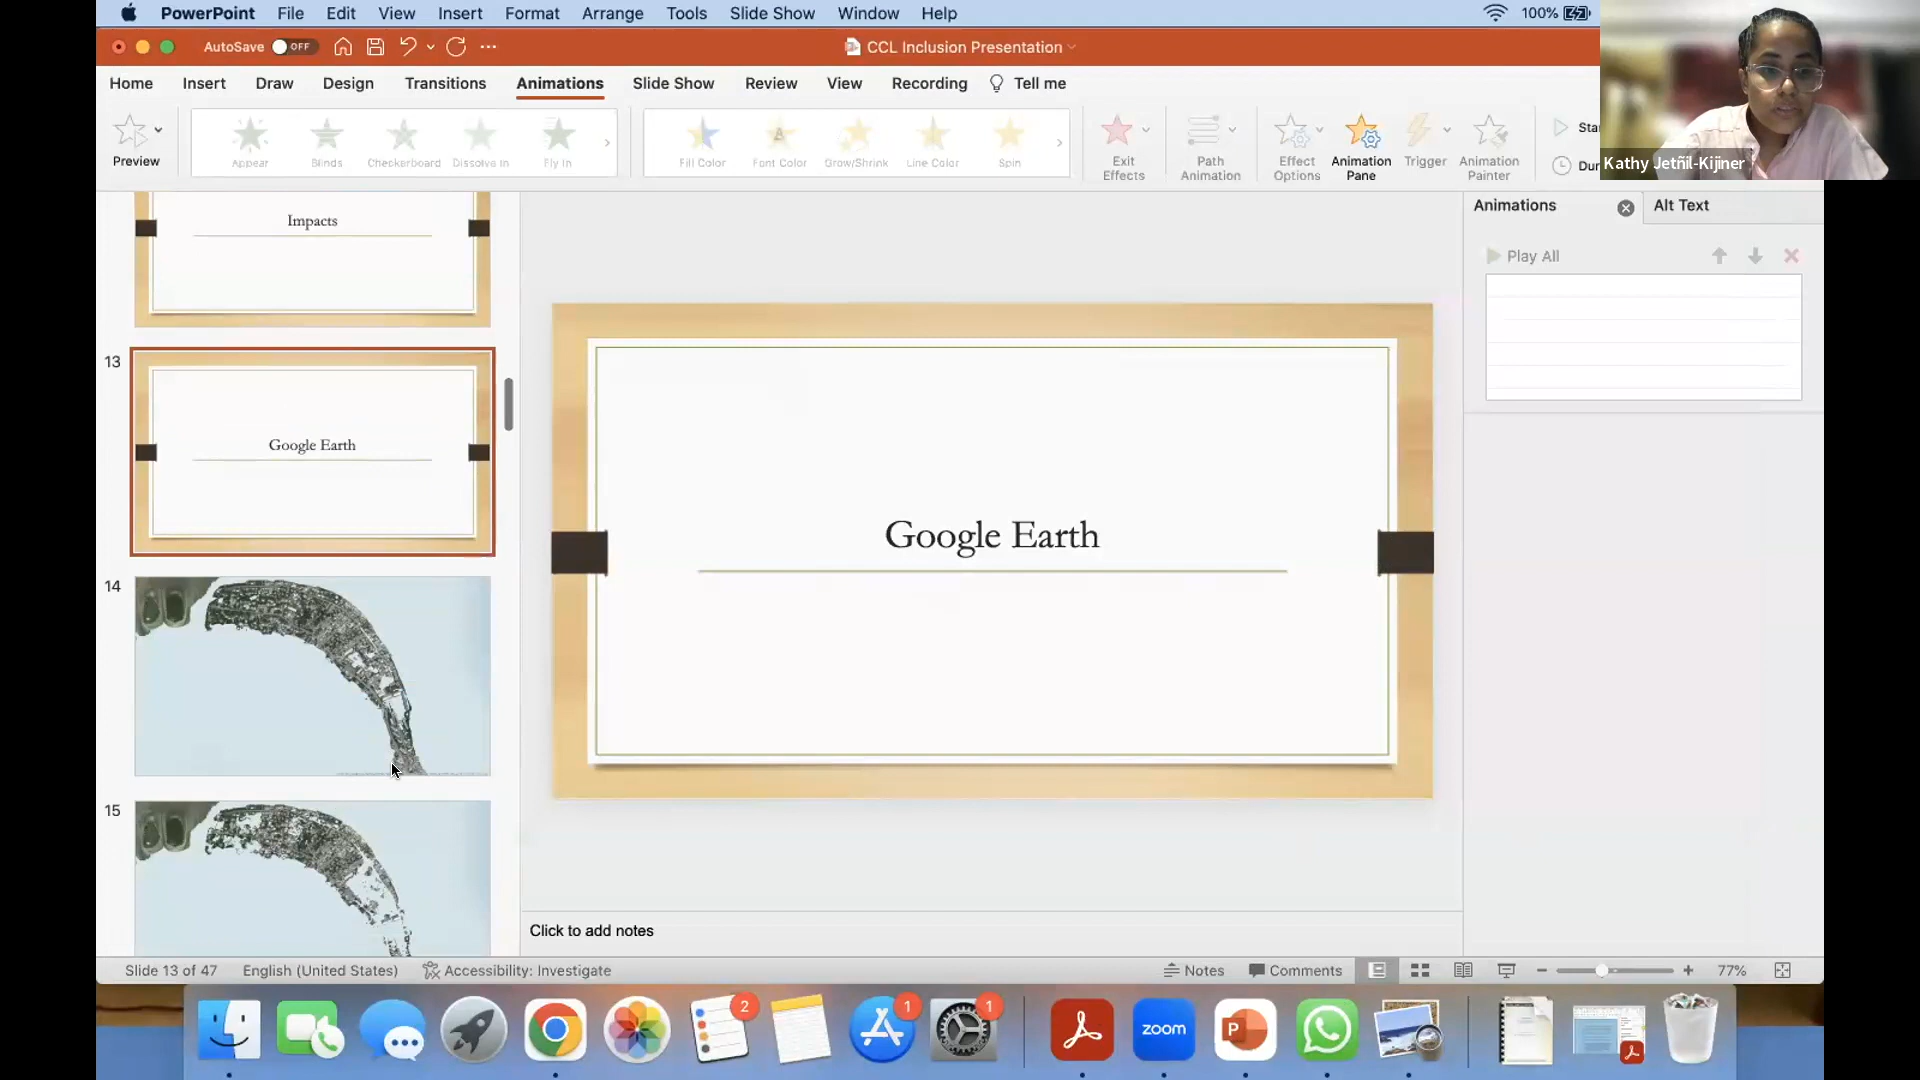 PowerPoint File Edit View Insert Format Arrange Tools Slide Show Window Help 100%
AutoSave OFF CCL Inclusion Presentation
Home Insert Draw Design Transitions Animations Slide Show Review View Recording Tell me
Preview
Appear Blinds Checkerboard Dissolve In Fly In
Fill Color Font Color Grow/Shrink Line Color Spin
Exit Effects
Path Animation
Effect Options
Animation Pane
Trigger
Animation Painter
Kathy Jetñil-Kijiner
Animations Alt Text
Play All
Impacts
13
Google Earth
14
15
Google Earth
Click to add notes
Slide 13 of 47 English (United States) Accessibility: Investigate Notes Comments 77%
2
1
1
zoom
P